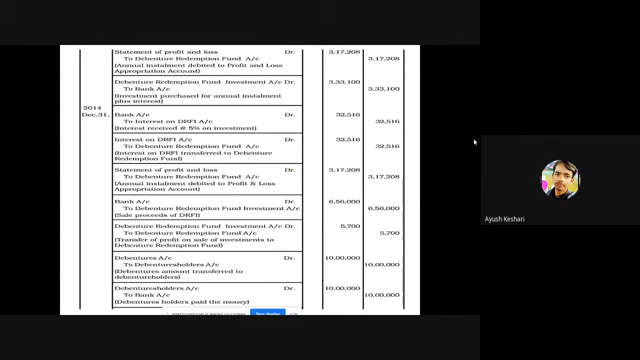 Statement of profit and loss Dr. 3,17,208
To Debenture Redemption Fund A/c 3,17,208
(Annual instalment debited to Profit and Loss
Appropriation Account)
Debenture Redemption Fund Investment A/c Dr. 3,33,100
To Bank A/c 3,33,100
(Investment purchased for annual instalment
plus interest)
2014
Dec.31, Bank A/c Dr. 32,516
To Interest on DRFI A/c 32,516
(Interest received @ 5% on investment)
Interest on DRFI A/c Dr. 32,516
To Debenture Redemption Fund A/c 32,516
(Interest on DRFI transferred to Debenture
Redemption Fund)
Statement of profit and loss Dr. 3,17,208
To Debenture Redemption Fund A/c 3,17,208
(Annual instalment debited to Profit & Loss
Appropriation Account)
Bank A/c Dr. 6,56,000
To Debenture Redemption Fund Investment A/c 6,56,000
(Sale proceeds of DRFI)
Debenture Redemption Fund Investment A/c Dr. 5,700
To Debenture Redemption Fund A/c 5,700
(Transfer of profit on sale of investments to
Debenture Redemption Fund)
Debentures A/c Dr. 10,00,000
To Debenturesholders A/c 10,00,000
(Debentures amount transferred to
debentureholders)
Debenturesholders A/c Dr. 10,00,000
To Bank A/c 10,00,000
(Debentures holders paid the money)
Ayush Keshari